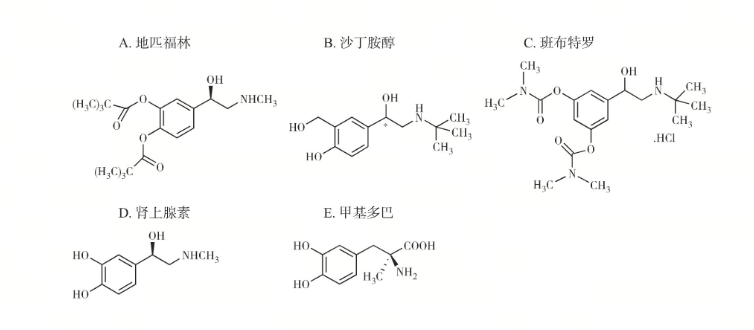 A. 地匹福林
B. 沙丁胺醇
C. 班布特罗
OH
(H₃C)₃C
O
O
NHCH₃
O
(H₃C)₃C
O
OH
H
N
HO
CH₃
H₃C
CH₃
HO
*
CH₃
N
H₃C
O
O
OH
H
N
CH₃
CH₃
CH₃
O
O
.HCl
N
H₃C
CH₃
D. 肾上腺素
E. 甲基多巴
OH
HO
NHCH₃
HO
HO
COOH
HO
H₃C
NH₂